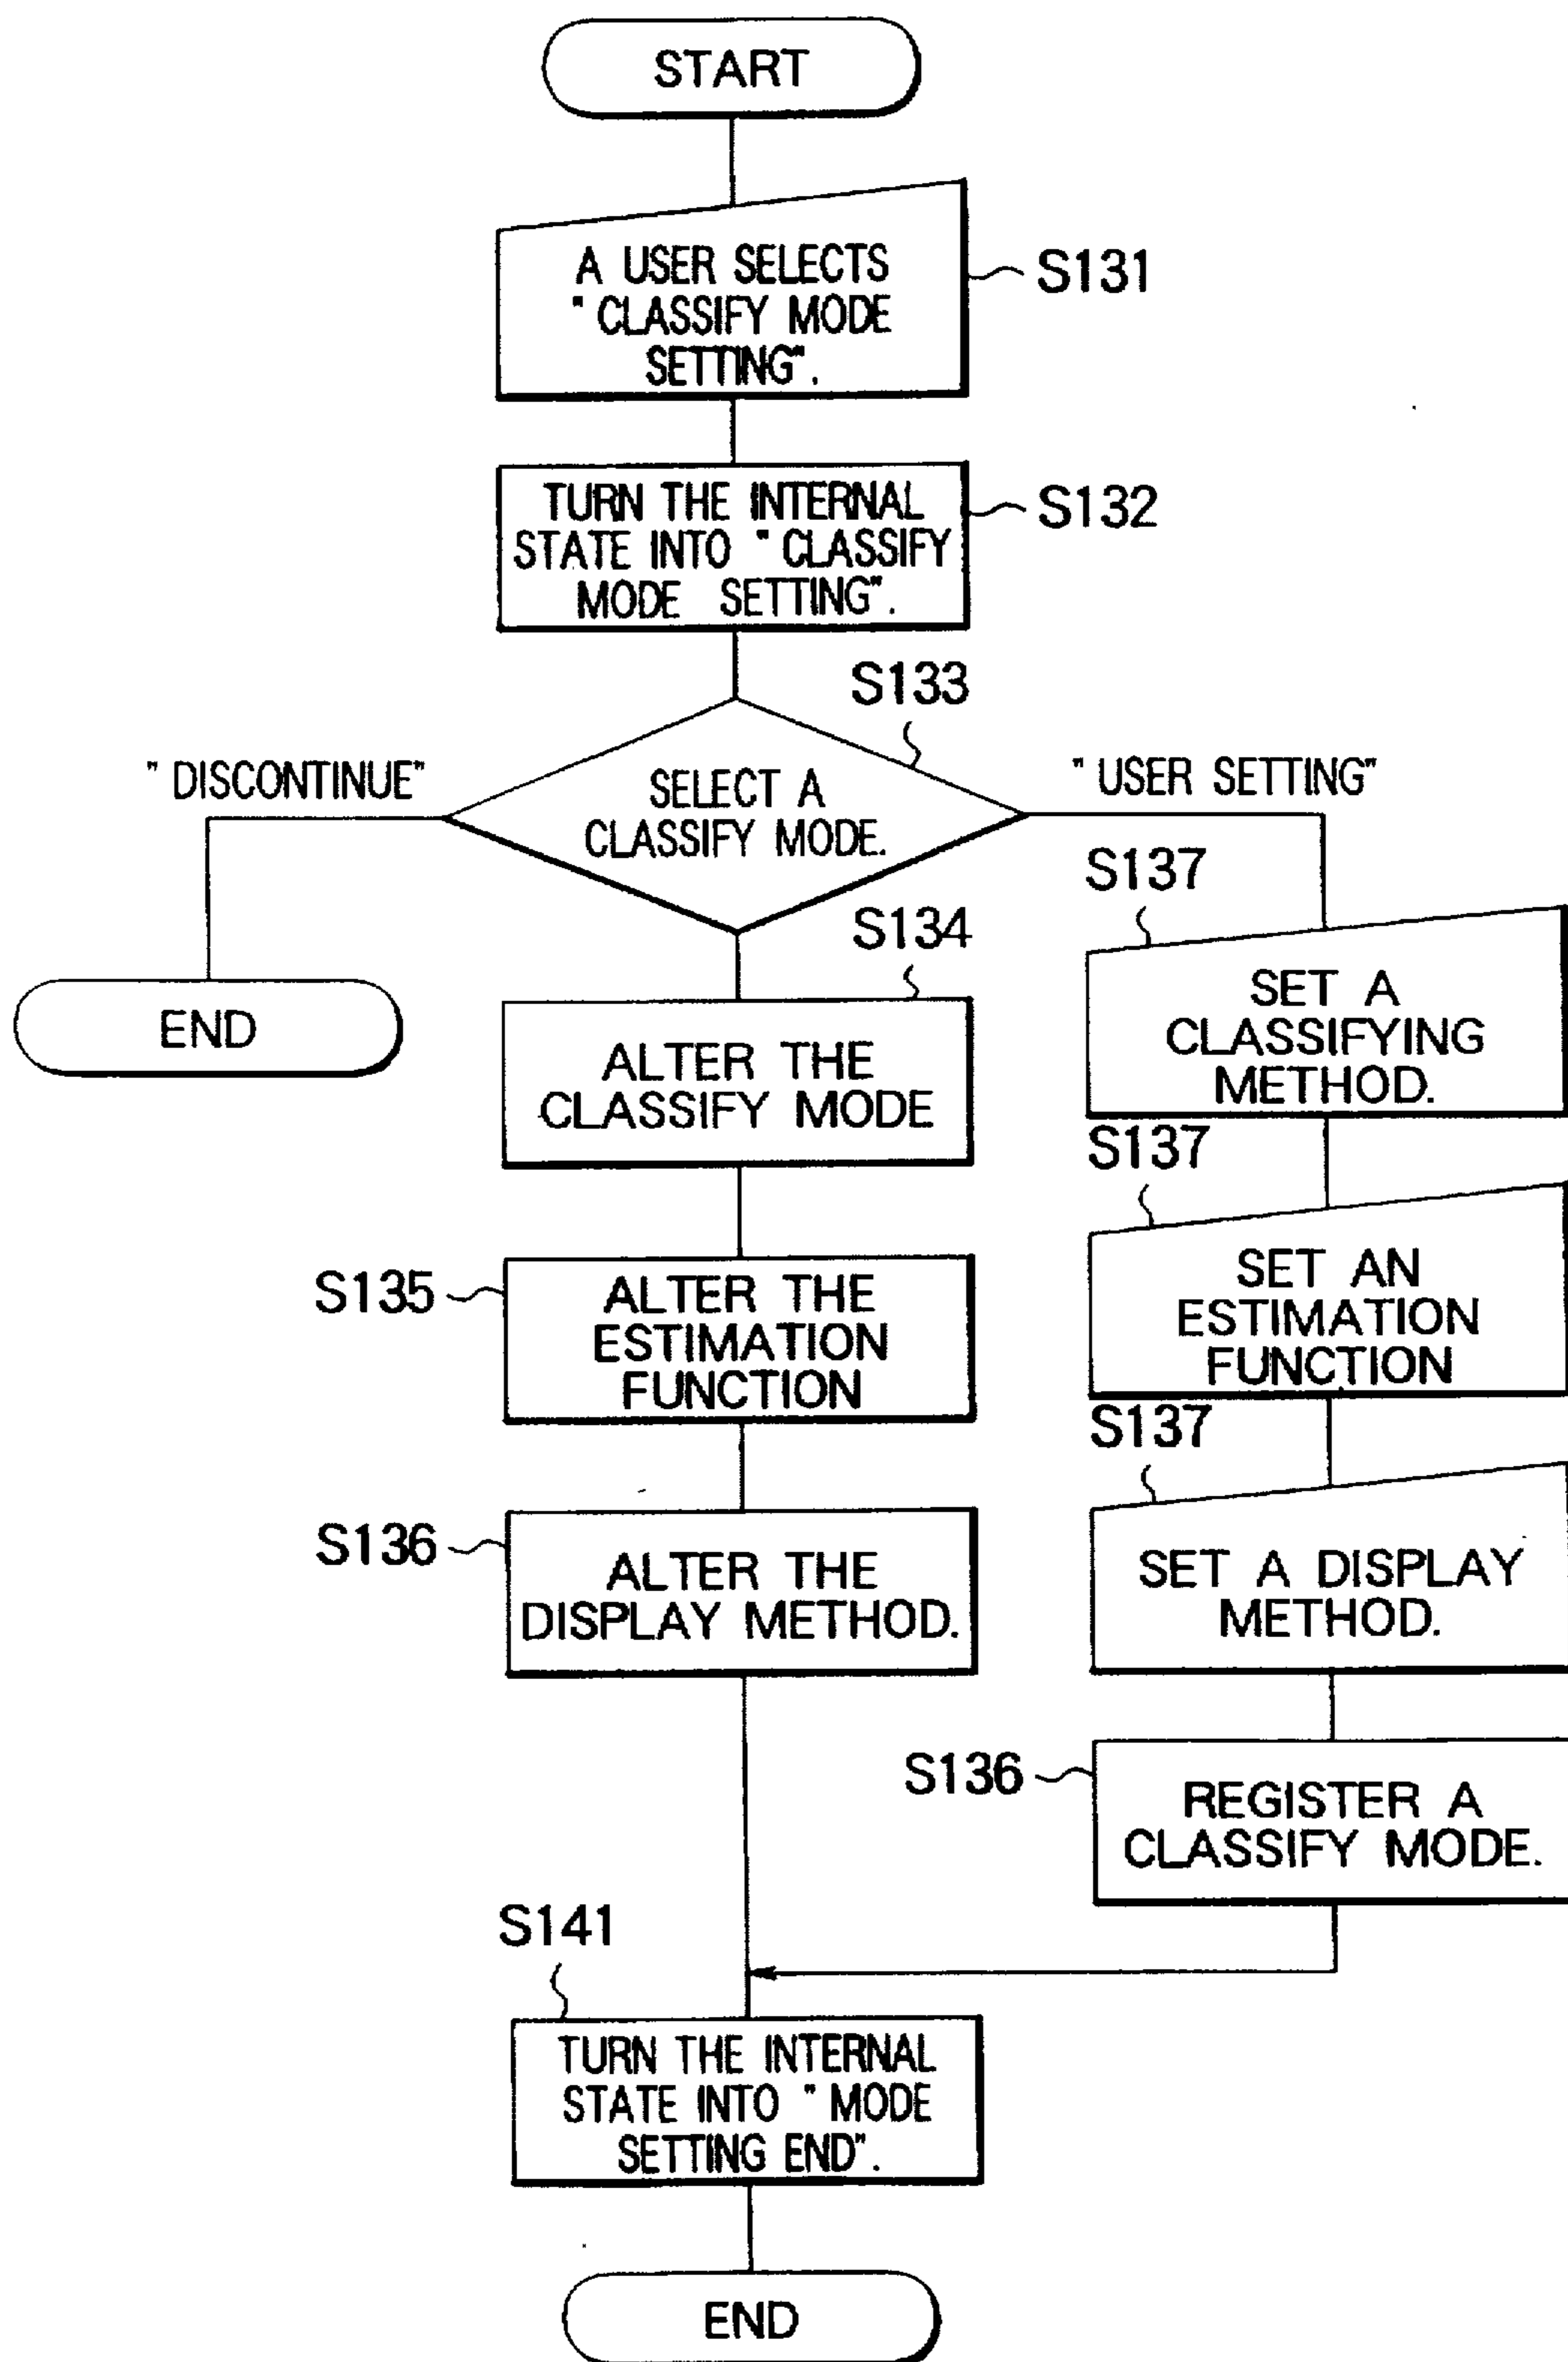 START
A USER SELECTS
" CLASSIFY MODE
SETTING".
S131
TURN THE INTERNAL
STATE INTO " CLASSIFY
MODE SETTING".
S132
S133
" DISCONTINUE"
SELECT A
CLASSIFY MODE.
" USER SETTING"
END
S134
ALTER THE
CLASSIFY MODE
S137
SET A
CLASSIFYING
METHOD.
S135
ALTER THE
ESTIMATION
FUNCTION
S137
SET AN
ESTIMATION
FUNCTION
S136
ALTER THE
DISPLAY METHOD.
S137
SET A DISPLAY
METHOD.
S136
REGISTER A
CLASSIFY MODE.
S141
TURN THE INTERNAL
STATE INTO " MODE
SETTING END".
END